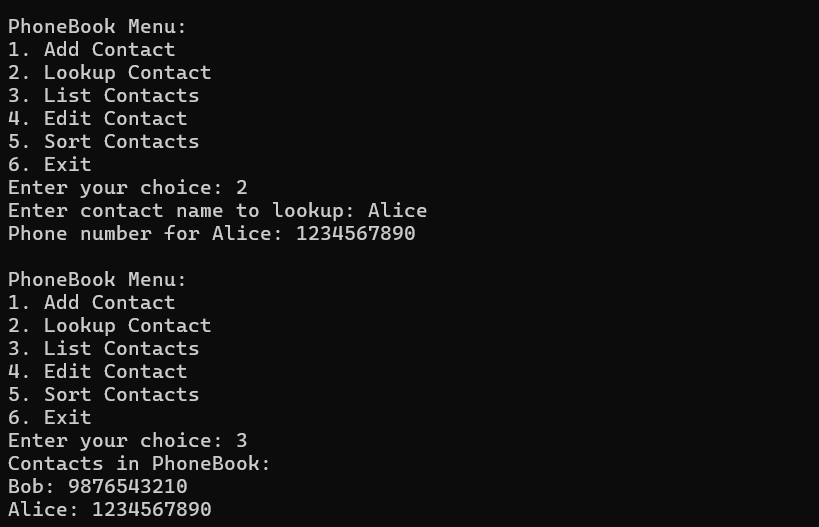 PhoneBook Menu:
1. Add Contact
2. Lookup Contact
3. List Contacts
4. Edit Contact
5. Sort Contacts
6. Exit
Enter your choice: 2
Enter contact name to lookup: Alice
Phone number for Alice: 1234567890
PhoneBook Menu:
1. Add Contact
2. Lookup Contact
3. List Contacts
4. Edit Contact
5. Sort Contacts
6. Exit
Enter your choice: 3
Contacts in PhoneBook:
Bob: 9876543210
Alice: 1234567890